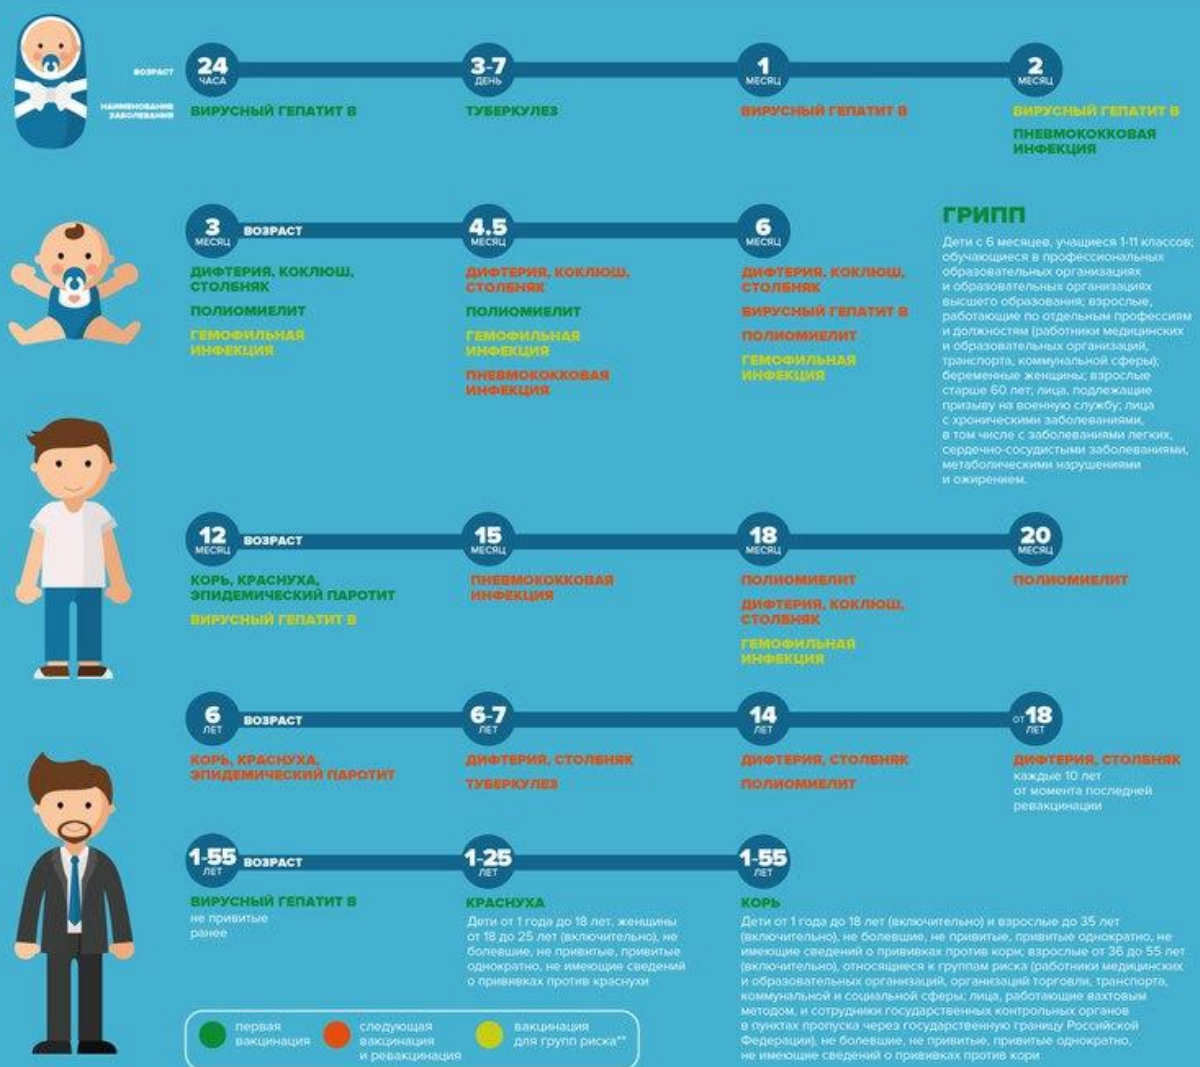 ВОЗРАСТ
НАИМЕНОВАНИЕ
ЗАБОЛЕВАНИЯ
24
ЧАСА
ВИРУСНЫЙ ГЕПАТИТ В
3-7
ДЕНЬ
ТУБЕРКУЛЕЗ
1
МЕСЯЦ
ВИРУСНЫЙ ГЕПАТИТ В
2
МЕСЯЦ
ВИРУСНЫЙ ГЕПАТИТ В
ПНЕВМОКОККОВАЯ
ИНФЕКЦИЯ
3
МЕСЯЦ
ВОЗРАСТ
ДИФТЕРИЯ, КОКЛЮШ,
СТОЛБНЯК
ПОЛИОМИЕЛИТ
ГЕМОФИЛЬНАЯ
ИНФЕКЦИЯ
4.5
МЕСЯЦ
ДИФТЕРИЯ, КОКЛЮШ,
СТОЛБНЯК
ПОЛИОМИЕЛИТ
ГЕМОФИЛЬНАЯ
ИНФЕКЦИЯ
ПНЕВМОКОККОВАЯ
ИНФЕКЦИЯ
6
МЕСЯЦ
ДИФТЕРИЯ, КОКЛЮШ,
СТОЛБНЯК
ВИРУСНЫЙ ГЕПАТИТ В
ПОЛИОМИЕЛИТ
ГЕМОФИЛЬНАЯ
ИНФЕКЦИЯ
ГРИПП
Дети с 6 месяцев, учащиеся 1-11 классов;
обучающиеся в профессиональных
образовательных организациях
и образовательных организациях
высшего образования; взрослые,
работающие по отдельным профессиям
и должностям (работники медицинских
и образовательных организаций,
транспорта, коммунальной сферы);
беременные женщины; взрослые
старше 60 лет; лица, подлежащие
призыву на военную службу; лица
с хроническими заболеваниями,
в том числе с заболеваниями легких,
сердечно-сосудистыми заболеваниями,
метаболическими нарушениями
и ожирением.
12
МЕСЯЦ
ВОЗРАСТ
КОРЬ, КРАСНУХА,
ЭПИДЕМИЧЕСКИЙ ПАРОТИТ
ВИРУСНЫЙ ГЕПАТИТ В
15
МЕСЯЦ
ПНЕВМОКОККОВАЯ
ИНФЕКЦИЯ
18
МЕСЯЦ
ПОЛИОМИЕЛИТ
ДИФТЕРИЯ, КОКЛЮШ,
СТОЛБНЯК
ГЕМОФИЛЬНАЯ
ИНФЕКЦИЯ
20
МЕСЯЦ
ПОЛИОМИЕЛИТ
6
ЛЕТ
ВОЗРАСТ
КОРЬ, КРАСНУХА,
ЭПИДЕМИЧЕСКИЙ ПАРОТИТ
6-7
ЛЕТ
ДИФТЕРИЯ, СТОЛБНЯК
ТУБЕРКУЛЕЗ
14
ЛЕТ
ДИФТЕРИЯ, СТОЛБНЯК
ПОЛИОМИЕЛИТ
от 18
ЛЕТ
ДИФТЕРИЯ, СТОЛБНЯК
каждые 10 лет
от момента последней
ревакцинации
1-55
ЛЕТ
ВОЗРАСТ
ВИРУСНЫЙ ГЕПАТИТ В
не привитые
ранее
1-25
ЛЕТ
КРАСНУХА
Дети от 1 года до 18 лет, женщины
от 18 до 25 лет (включительно), не
болевшие, не привитые, привитые
однократно, не имеющие сведений
о прививках против краснухи
1-55
ЛЕТ
КОРЬ
Дети от 1 года до 18 лет (включительно) и взрослые до 35 лет
(включительно), не болевшие, не привитые, привитые однократно, не
имеющие сведений о прививках против кори; взрослые от 36 до 55 лет
(включительно), относящиеся к группам риска (работники медицинских
и образовательных организаций, организаций торговли, транспорта,
коммунальной и социальной сферы; лица, работающие вахтовым
методом, и сотрудники государственных контрольных органов
в пунктах пропуска через государственную границу Российской
Федерации), не болевшие, не привитые, привитые однократно,
не имеющие сведений о прививках против кори
первая
вакцинация
следующая
вакцинация
и ревакцинация
вакцинация
для групп риска**